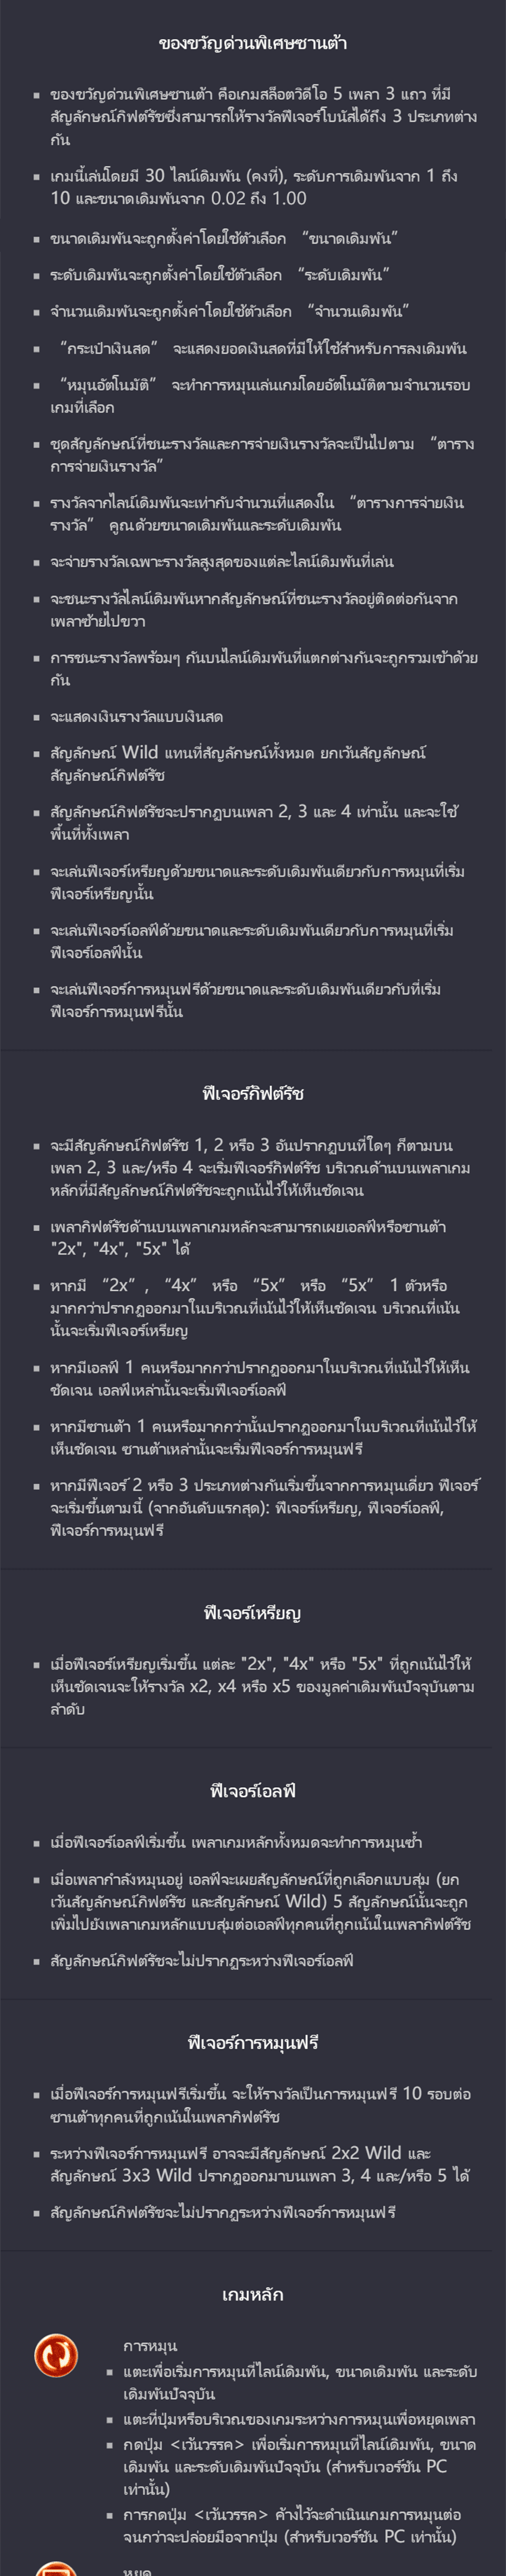 ของขวัญด่วนพิเศษซานต้า
ของขวัญด่วนพิเศษซานต้า คือเกมสล็อตวิดีโอ 5 เพลา 3 แถว ที่มี
สัญลักษณ์กิฟต์รัชซึ่งสามารถให้รางวัลฟีเจอร์โบนัสได้ถึง 3 ประเภทต่าง
กัน
เกมนี้เล่นโดยมี 30 ไลน์เดิมพัน (คงที่), ระดับการเดิมพันจาก 1 ถึง
10 และขนาดเดิมพันจาก 0.02 ถึง 1.00
ขนาดเดิมพันจะถูกตั้งค่าโดยใช้ตัวเลือก “ขนาดเดิมพัน”
ระดับเดิมพันจะถูกตั้งค่าโดยใช้ตัวเลือก “ระดับเดิมพัน”
จำนวนเดิมพันจะถูกตั้งค่าโดยใช้ตัวเลือก “จำนวนเดิมพัน”
“กระเป๋าเงินสด” จะแสดงยอดเงินสดที่มีให้ใช้สำหรับการลงเดิมพัน
“หมุนอัตโนมัติ” จะทำการหมุนเล่นเกมโดยอัตโนมัติตามจำนวนรอบ
เกมที่เลือก
ชุดสัญลักษณ์ที่ชนะรางวัลและการจ่ายเงินรางวัลจะเป็นไปตาม “ตาราง
การจ่ายเงินรางวัล”
รางวัลจากไลน์เดิมพันจะเท่ากับจำนวนที่แสดงใน “ตารางการจ่ายเงิน
รางวัล” คูณด้วยขนาดเดิมพันและระดับเดิมพัน
จะจ่ายรางวัลเฉพาะรางวัลสูงสุดของแต่ละไลน์เดิมพันที่เล่น
จะชนะรางวัลไลน์เดิมพันหากสัญลักษณ์ที่ชนะรางวัลอยู่ติดต่อกันจาก
เพลาซ้ายไปขวา
การชนะรางวัลพร้อมๆ กันบนไลน์เดิมพันที่แตกต่างกันจะถูกรวมเข้าด้วย
กัน
จะแสดงเงินรางวัลแบบเงินสด
สัญลักษณ์ Wild แทนที่สัญลักษณ์ทั้งหมด ยกเว้นสัญลักษณ์
สัญลักษณ์กิฟต์รัช
สัญลักษณ์กิฟต์รัชจะปรากฏบนเพลา 2, 3 และ 4 เท่านั้น และจะใช้
พื้นที่ทั้งเพลา
จะเล่นฟีเจอร์เหรียญด้วยขนาดและระดับเดิมพันเดียวกับการหมุนที่เริ่ม
ฟีเจอร์เหรียญนั้น
จะเล่นฟีเจอร์เอลฟ์ด้วยขนาดและระดับเดิมพันเดียวกับการหมุนที่เริ่ม
ฟีเจอร์เอลฟ์นั้น
จะเล่นฟีเจอร์การหมุนฟรีด้วยขนาดและระดับเดิมพันเดียวกับที่เริ่ม
ฟีเจอร์การหมุนฟรีนั้น
ฟีเจอร์กิฟต์รัช
จะมีสัญลักษณ์กิฟต์รัช 1, 2 หรือ 3 อันปรากฏบนที่ใดๆ ก็ตามบน
เพลา 2, 3 และ/หรือ 4 จะเริ่มฟีเจอร์กิฟต์รัช บริเวณด้านบนเพลาเกม
หลักที่มีสัญลักษณ์กิฟต์รัชจะถูกเน้นไว้ให้เห็นชัดเจน
เพลากิฟต์รัชด้านบนเพลาเกมหลักจะสามารถเผยเอลฟ์หรือซานต้า
"2x", "4x", "5x" ได้
หากมี “2x” , “4x” หรือ “5x” หรือ “5x” 1 ตัวหรือ
มากกว่าปรากฏออกมาในบริเวณที่เน้นไว้ให้เห็นชัดเจน บริเวณที่เน้น
นั้นจะเริ่มฟีเจอร์เหรียญ
หากมีเอลฟ์ 1 คนหรือมากกว่าปรากฏออกมาในบริเวณที่เน้นไว้ให้เห็น
ชัดเจน เอลฟ์เหล่านั้นจะเริ่มฟีเจอร์เอลฟ์
หากมีซานต้า 1 คนหรือมากกว่านั้นปรากฏออกมาในบริเวณที่เน้นไว้ให้
เห็นชัดเจน ซานต้าเหล่านั้นจะเริ่มฟีเจอร์การหมุนฟรี
หากมีฟีเจอร์ 2 หรือ 3 ประเภทต่างกันเริ่มขึ้นจากการหมุนเดี่ยว ฟีเจอร์
จะเริ่มขึ้นตามนี้ (จากอันดับแรกสุด): ฟีเจอร์เหรียญ, ฟีเจอร์เอลฟ์,
ฟีเจอร์การหมุนฟรี
ฟีเจอร์เหรียญ
เมื่อฟีเจอร์เหรียญเริ่มขึ้น แต่ละ "2x", "4x" หรือ "5x" ที่ถูกเน้นไว้ให้
เห็นชัดเจนจะให้รางวัล x2, x4 หรือ x5 ของมูลค่าเดิมพันปัจจุบันตาม
ลำดับ
ฟีเจอร์เอลฟ์
เมื่อฟีเจอร์เอลฟ์เริ่มขึ้น เพลาเกมหลักทั้งหมดจะทำการหมุนซ้ำ
เมื่อเพลากำลังหมุนอยู่ เอลฟ์จะเผยสัญลักษณ์ที่ถูกเลือกแบบสุ่ม (ยก
เว้นสัญลักษณ์กิฟต์รัช และสัญลักษณ์ Wild) 5 สัญลักษณ์นั้นจะถูก
เพิ่มไปยังเพลาเกมหลักแบบสุ่มต่อเอลฟ์ทุกคนที่ถูกเน้นในเพลากิฟต์รัช
สัญลักษณ์กิฟต์รัชจะไม่ปรากฏระหว่างฟีเจอร์เอลฟ์
ฟีเจอร์การหมุนฟรี
เมื่อฟีเจอร์การหมุนฟรีเริ่มขึ้น จะให้รางวัลเป็นการหมุนฟรี 10 รอบต่อ
ซานต้าทุกคนที่ถูกเน้นในเพลากิฟต์รัช
ระหว่างฟีเจอร์การหมุนฟรี อาจจะมีสัญลักษณ์ 2x2 Wild และ
สัญลักษณ์ 3x3 Wild ปรากฏออกมาบนเพลา 3, 4 และ/หรือ 5 ได้
สัญลักษณ์กิฟต์รัชจะไม่ปรากฏระหว่างฟีเจอร์การหมุนฟรี
เกมหลัก
การหมุน
แตะเพื่อเริ่มการหมุนที่ไลน์เดิมพัน, ขนาดเดิมพัน และระดับ
เดิมพันปัจจุบัน
แตะที่ปุ่มหรือบริเวณของเกมระหว่างการหมุนเพื่อหยุดเพลา
กดปุ่ม <เว้นวรรค> เพื่อเริ่มการหมุนที่ไลน์เดิมพัน, ขนาด
เดิมพัน และระดับเดิมพันปัจจุบัน (สำหรับเวอร์ชัน PC
เท่านั้น)
การกดปุ่ม <เว้นวรรค> ค้างไว้จะดำเนินเกมการหมุนต่อ
จนกว่าจะปล่อยมือจากปุ่ม (สำหรับเวอร์ชัน PC เท่านั้น)